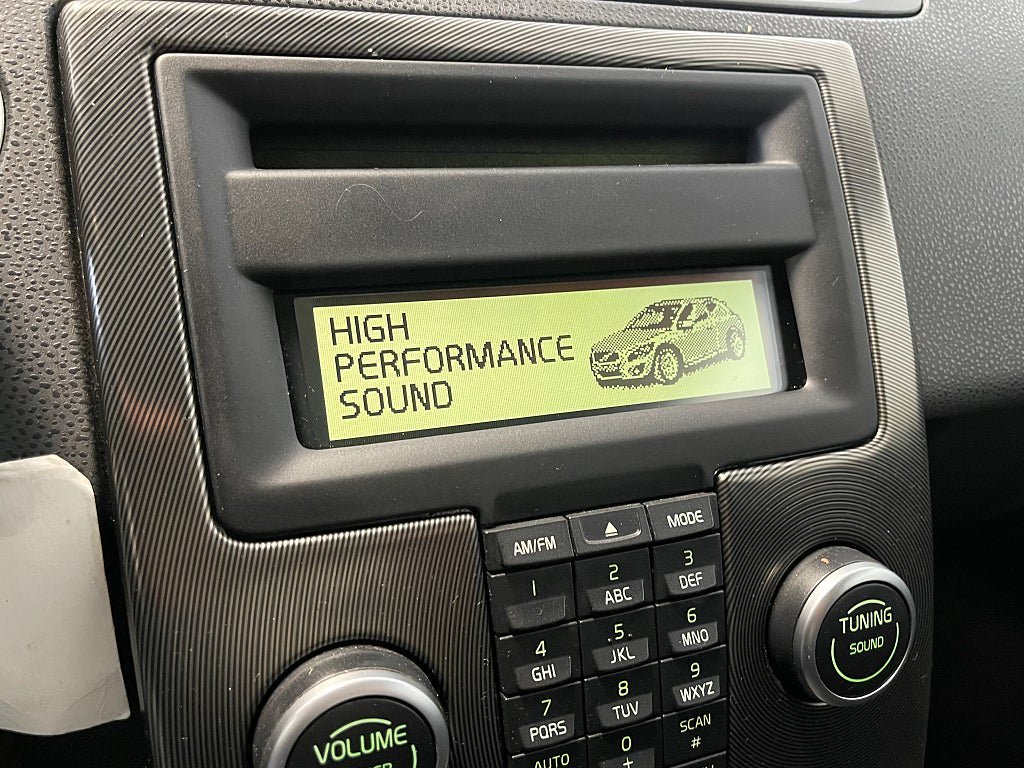 HIGH
PERFORMANCE
SOUND
AM/FM
MODE
1
2
ABC
3
DEF
4
GHI
5
JKL
6
MNO
7
PQRS
8
TUV
9
WXYZ
AUTO
0
+
SCAN
#
TUNING
SOUND
VOLUME